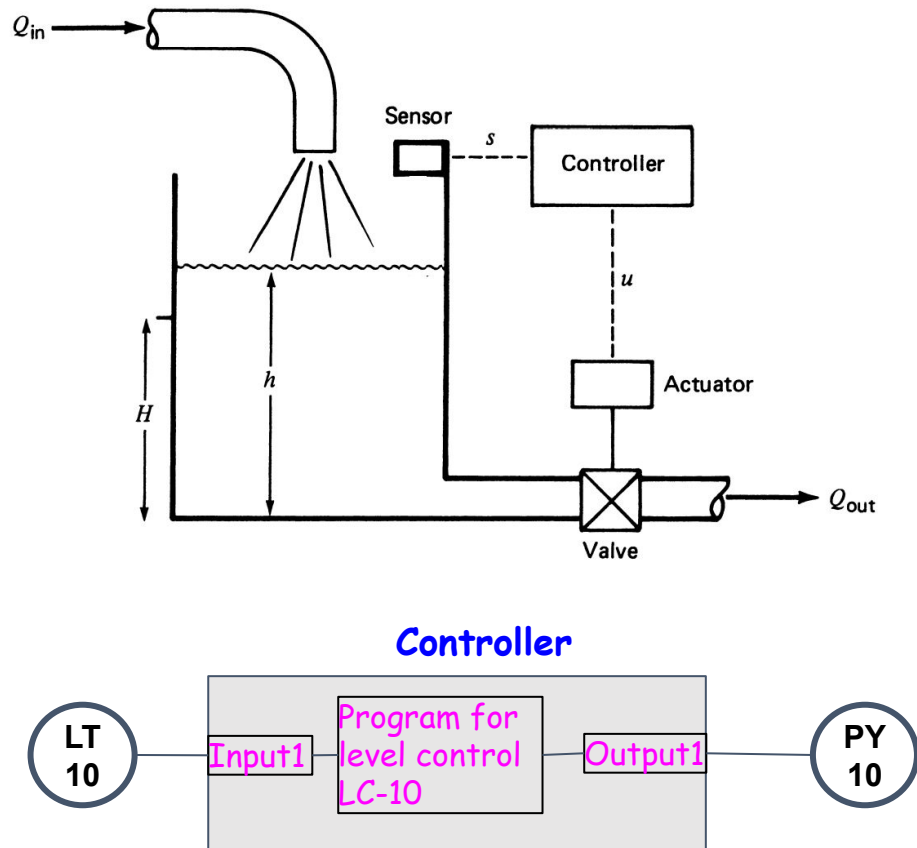 Qin
Sensor
s
Controller
u
Actuator
h
H
Qout
Valve
Controller
LT
10
Input1
Program for
level control
LC-10
Output1
PY
10